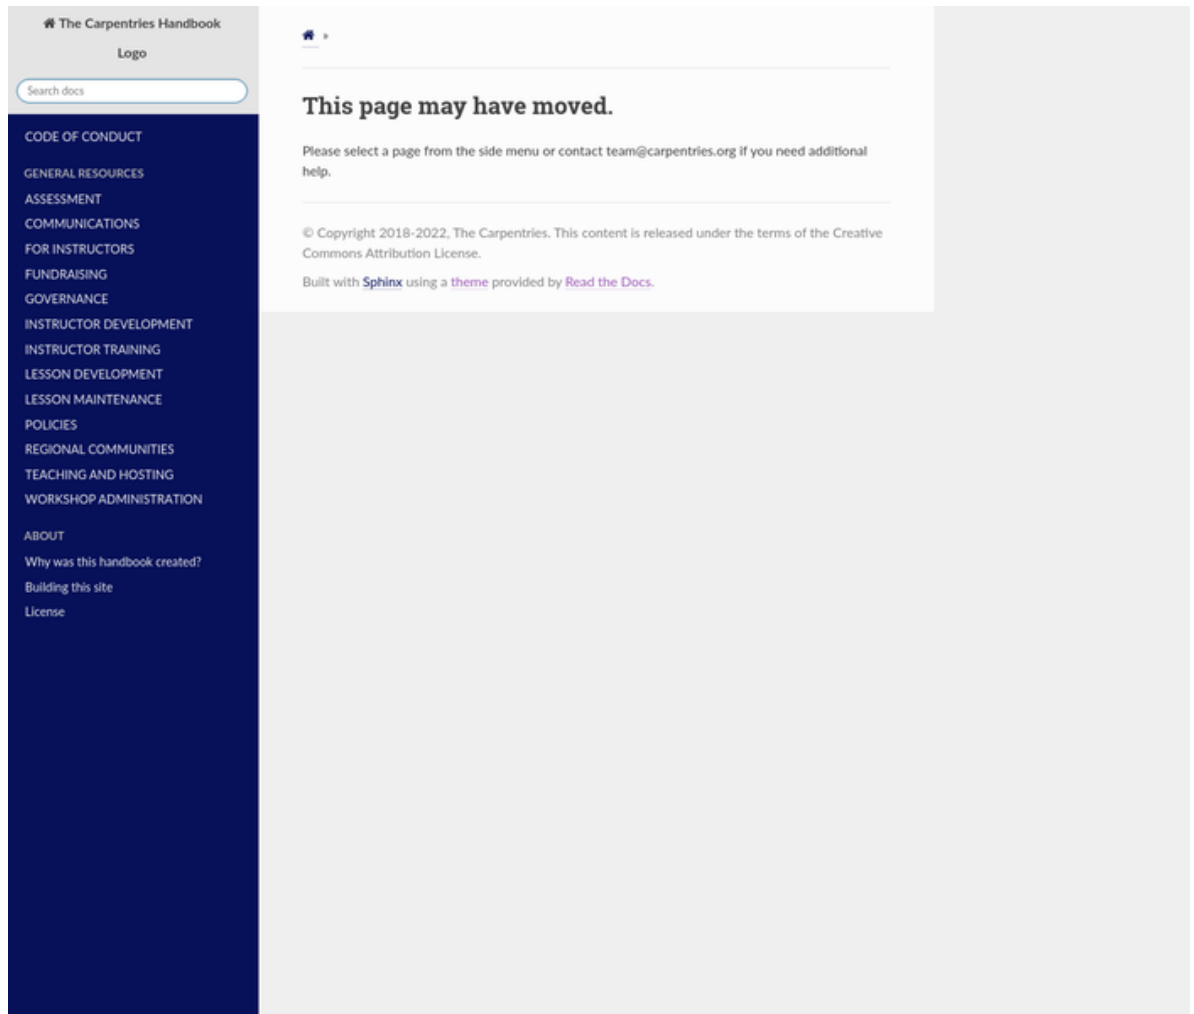 The Carpentries Handbook
Logo
Search docs
CODE OF CONDUCT
GENERAL RESOURCES
ASSESSMENT
COMMUNICATIONS
FOR INSTRUCTORS
FUNDRAISING
GOVERNANCE
INSTRUCTOR DEVELOPMENT
INSTRUCTOR TRAINING
LESSON DEVELOPMENT
LESSON MAINTENANCE
POLICIES
REGIONAL COMMUNITIES
TEACHING AND HOSTING
WORKSHOP ADMINISTRATION
ABOUT
Why was this handbook created?
Building this site
License
»
This page may have moved.
Please select a page from the side menu or contact team@carpentries.org if you need additional
help.
© Copyright 2018-2022, The Carpentries. This content is released under the terms of the Creative
Commons Attribution License.
Built with Sphinx using a theme provided by Read the Docs.